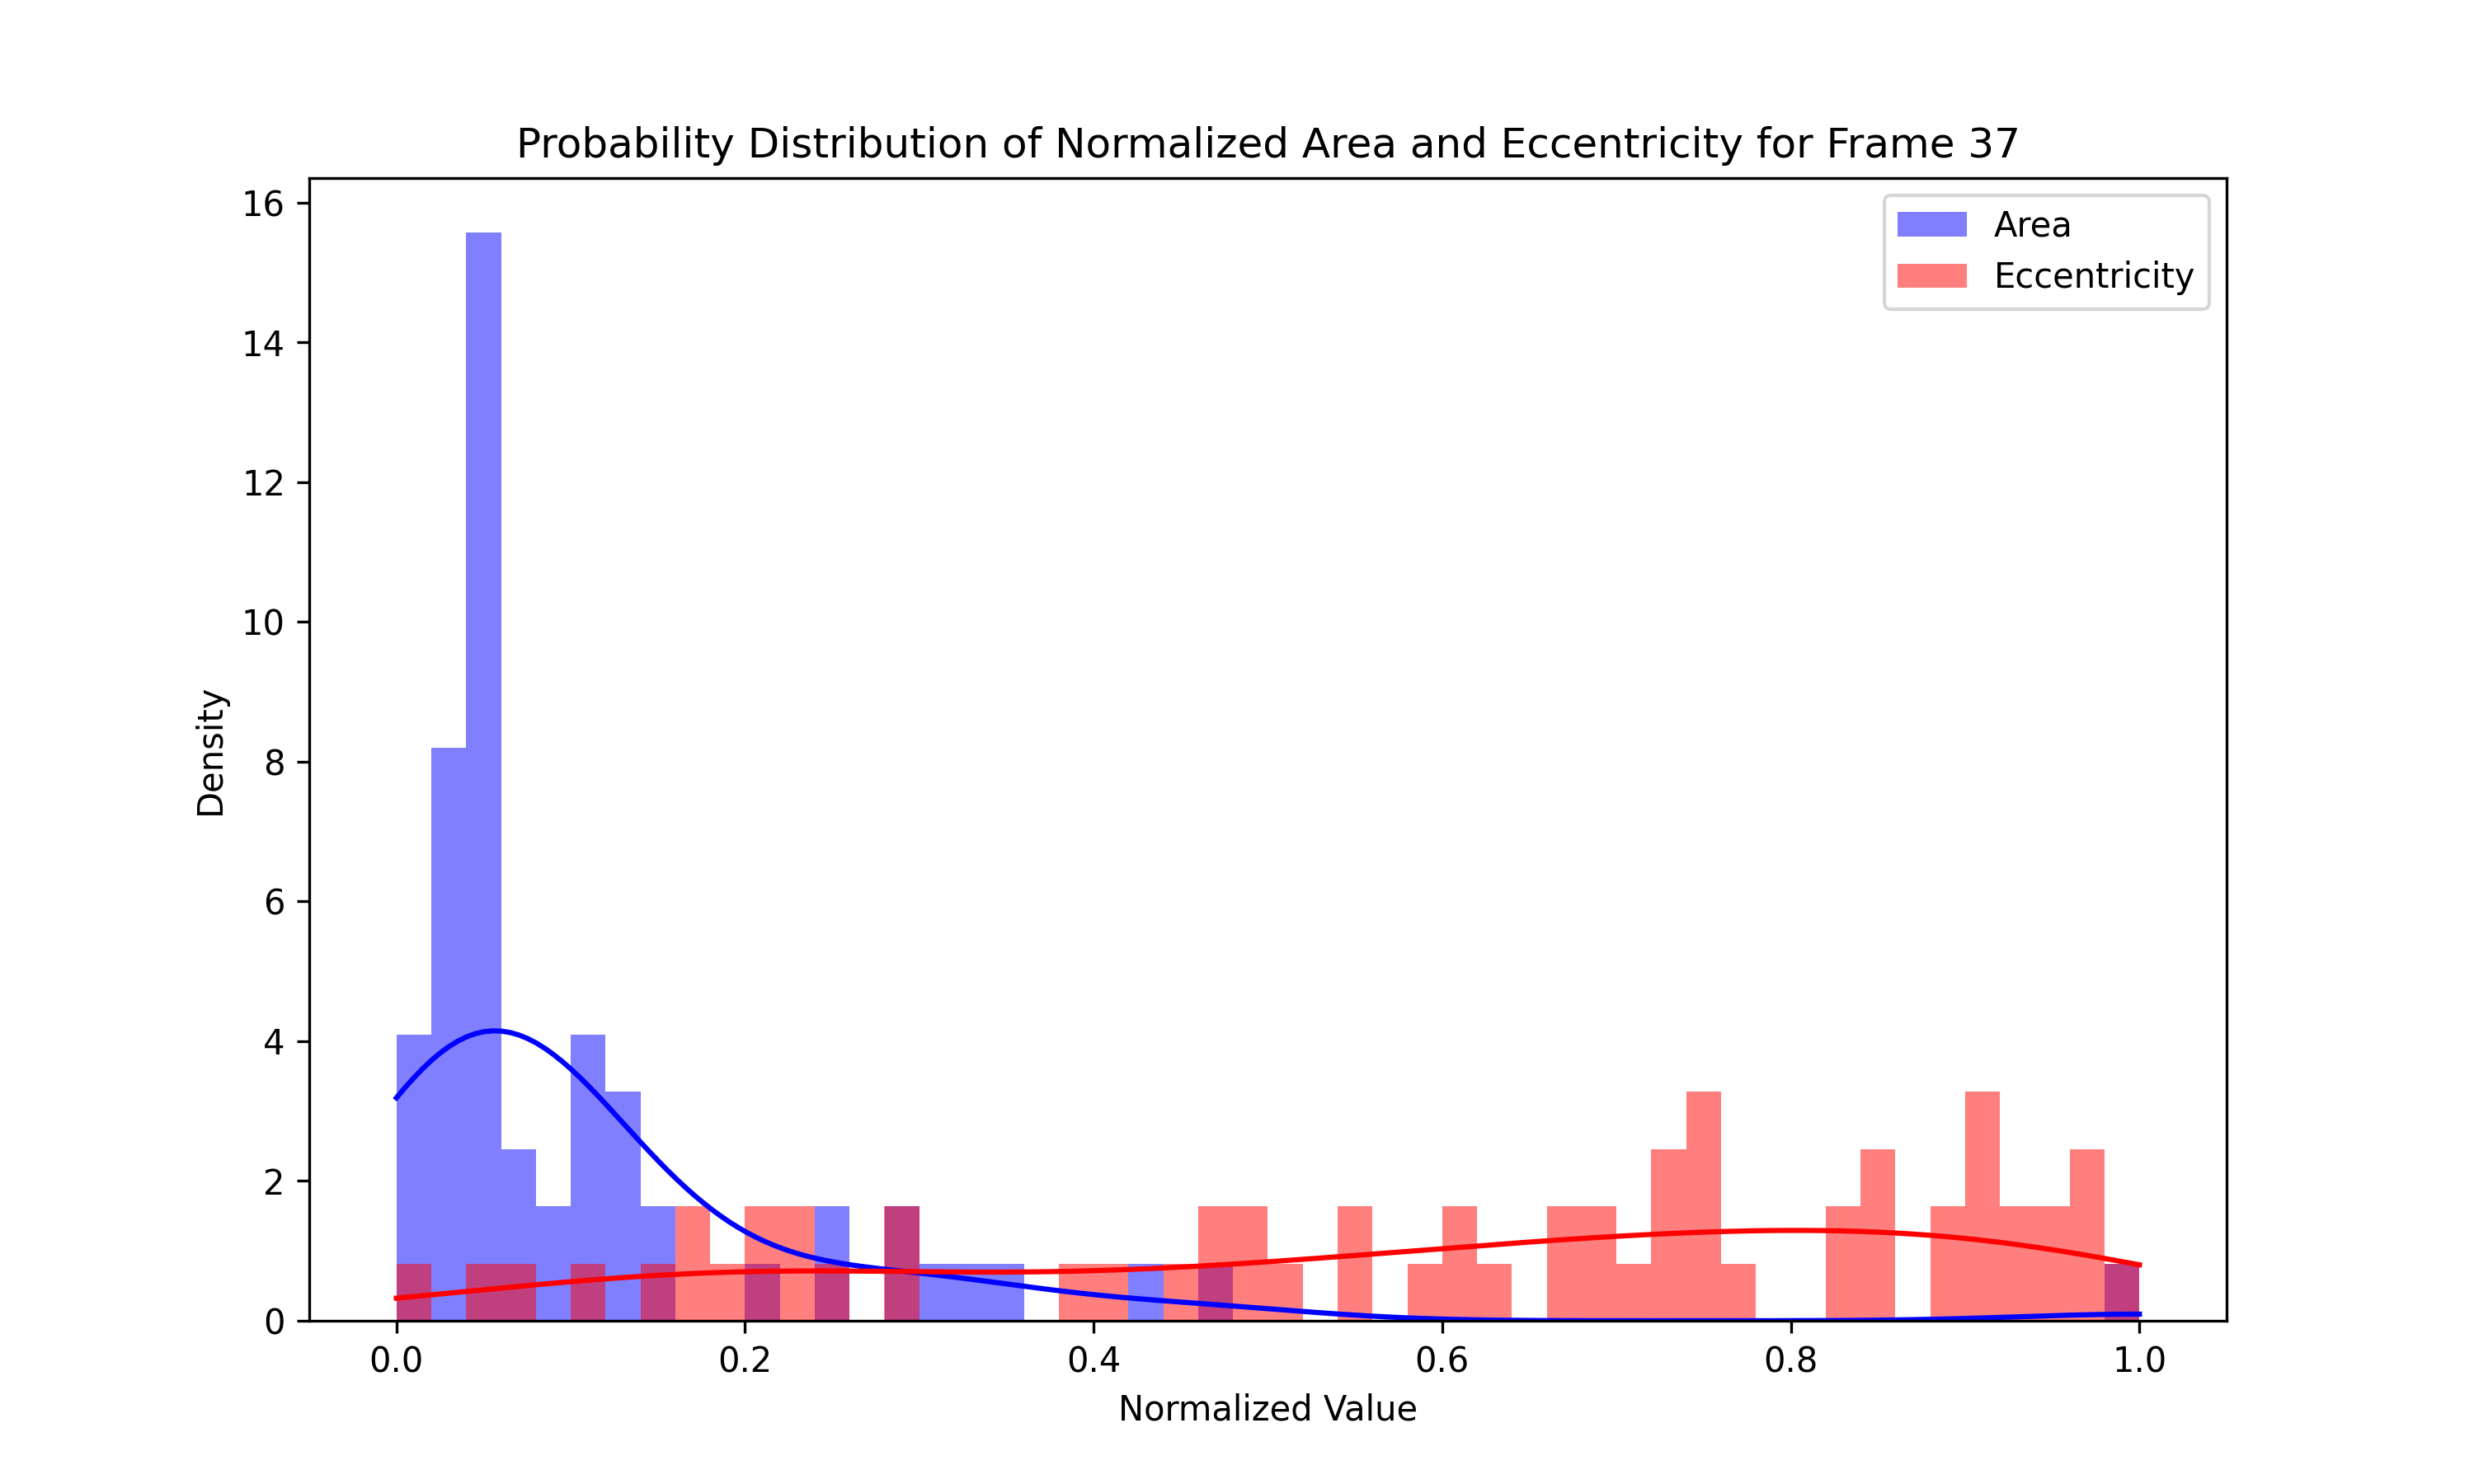 Probability Distribution of Normalized Area and Eccentricity for Frame 37
Area
Eccentricity
16
14
12
10
8
6
4
2
0
Density
0.0 0.2 0.4 0.6 0.8 1.0
Normalized Value